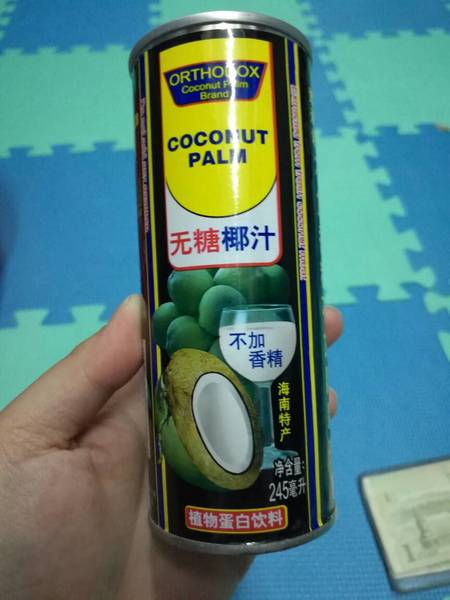 ORTHODOX
Coconut Palm
Brand
COCONUT
PALM
无糖椰汁
不加
香精
海南特产
净含量:
245毫升
植物蛋白饮料